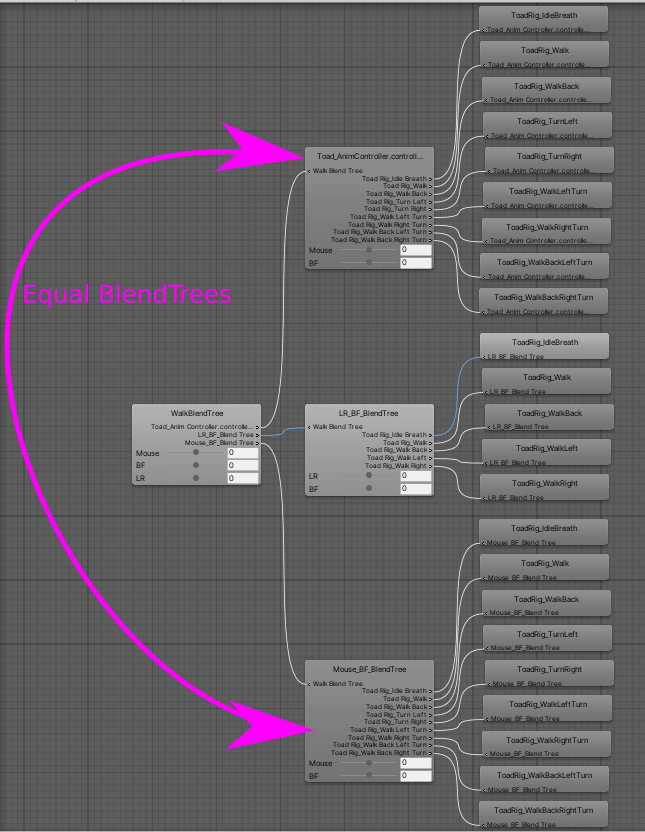 ToadRig_IdleBreath
Toad_Anim Controller.controlle...
ToadRig_Walk
Toad_Anim Controller.controlle...
ToadRig_WalkBack
Toad_Anim Controller.controlle...
ToadRig_TurnLeft
Toad_Anim Controller.controlle...
ToadRig_TurnRight
Toad_Anim Controller.controlle...
ToadRig_WalkLeftTurn
Toad_Anim Controller.controlle...
ToadRig_WalkRightTurn
Toad_Anim Controller.controlle...
ToadRig_WalkBackLeftTurn
Toad_Anim Controller.controlle...
ToadRig_WalkBackRightTurn
Toad_Anim Controller.controlle...
Toad_AnimController.controll...
Walk Blend Tree
Toad Rig_Idle Breath
Toad Rig_Walk
Toad Rig_Walk Back
Toad Rig_Turn Left
Toad Rig_Turn Right
Toad Rig_Walk Left Turn
Toad Rig_Walk Right Turn
Toad Rig_Walk Back Left Turn
Toad Rig_Walk Back Right Turn
Mouse 0
BF 0
Equal BlendTrees
WalkBlendTree
Toad_Anim Controller.controlle...
LR_BF_Blend Tree
Mouse_BF_Blend Tree
Mouse 0
BF 0
LR 0
LR_BF_BlendTree
Walk Blend Tree
Toad Rig_Idle Breath
Toad Rig_Walk
Toad Rig_Walk Back
Toad Rig_Walk Left
Toad Rig_Walk Right
LR 0
BF 0
ToadRig_IdleBreath
LR_BF_Blend Tree
ToadRig_Walk
LR_BF_Blend Tree
ToadRig_WalkBack
LR_BF_Blend Tree
ToadRig_WalkLeft
LR_BF_Blend Tree
ToadRig_WalkRight
LR_BF_Blend Tree
Mouse_BF_BlendTree
Walk Blend Tree
Toad Rig_Idle Breath
Toad Rig_Walk
Toad Rig_Walk Back
Toad Rig_Turn Left
Toad Rig_Turn Right
Toad Rig_Walk Left Turn
Toad Rig_Walk Right Turn
Toad Rig_Walk Back Left Turn
Toad Rig_Walk Back Right Turn
Mouse 0
BF 0
ToadRig_IdleBreath
Mouse_BF_Blend Tree
ToadRig_Walk
Mouse_BF_Blend Tree
ToadRig_WalkBack
Mouse_BF_Blend Tree
ToadRig_TurnLeft
Mouse_BF_Blend Tree
ToadRig_TurnRight
Mouse_BF_Blend Tree
ToadRig_WalkLeftTurn
Mouse_BF_Blend Tree
ToadRig_WalkRightTurn
Mouse_BF_Blend Tree
ToadRig_WalkBackLeftTurn
Mouse_BF_Blend Tree
ToadRig_WalkBackRightTurn
Mouse_BF_Blend Tree